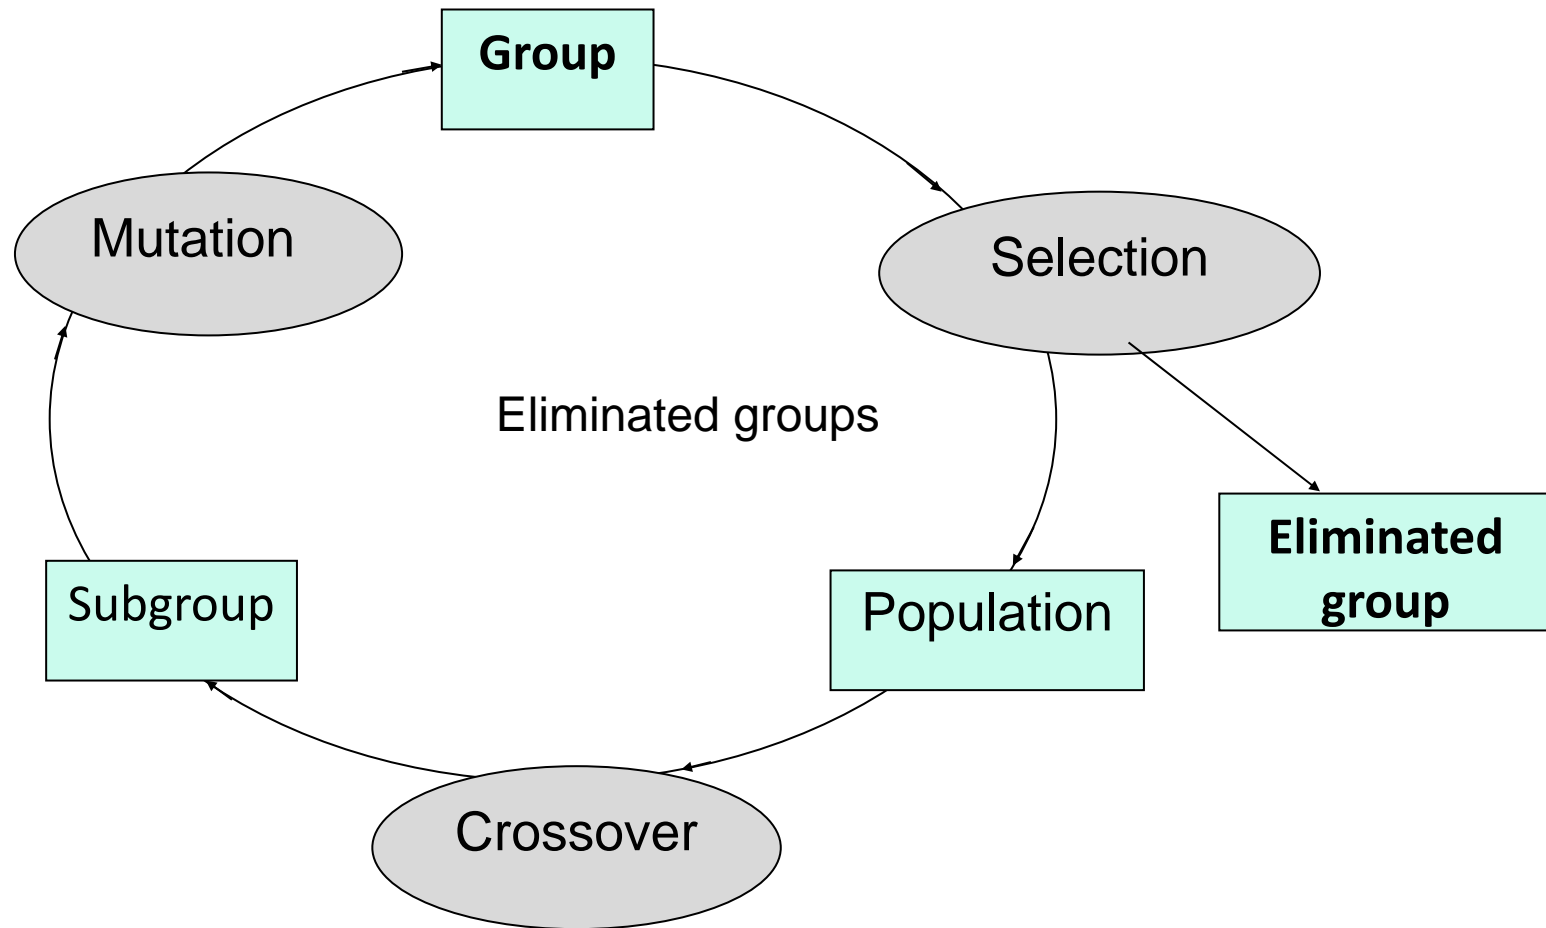 Group
Mutation
Selection
Eliminated groups
Eliminated
group
Subgroup
Population
Crossover